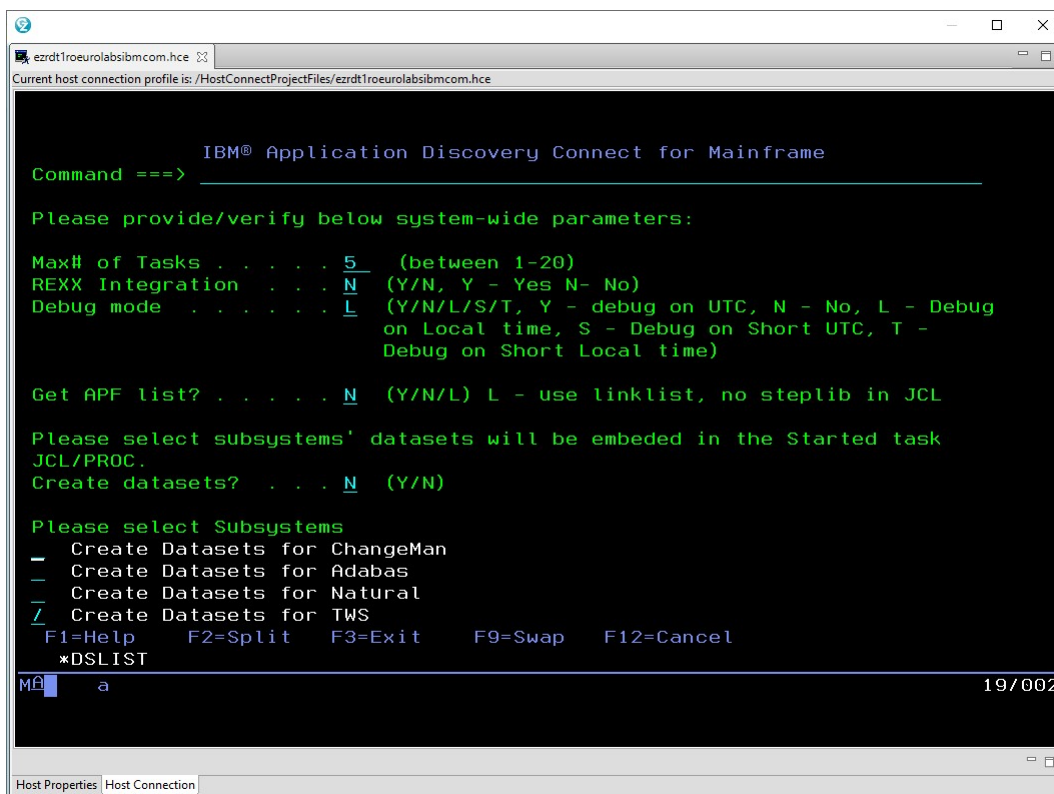 ezrdt1roeurolabsibmcom.hce
Current host connection profile is: /HostConnectProjectFiles/ezrdt1roeurolabsibmcom.hce
IBM® Application Discovery Connect for Mainframe
Command ===>
Please provide/verify below system-wide parameters:
Max# of Tasks . . . . . 5 (between 1-20)
REXX Integration . . . N (Y/N, Y - Yes N- No)
Debug mode . . . . . . L (Y/N/L/S/T, Y - debug on UTC, N - No, L - Debug
on Local time, S - Debug on Short UTC, T -
Debug on Short Local time)
Get APF list? . . . . . N (Y/N/L) L - use linklist, no steplib in JCL
Please select subsystems' datasets will be embeded in the Started task
JCL/PROC.
Create datasets? . . . N (Y/N)
Please select Subsystems
_ Create Datasets for ChangeMan
_ Create Datasets for Adabas
_ Create Datasets for Natural
/ Create Datasets for TWS
F1=Help F2=Split F3=Exit F9=Swap F12=Cancel
*DSLIST
MA a 19/002
Host Properties Host Connection